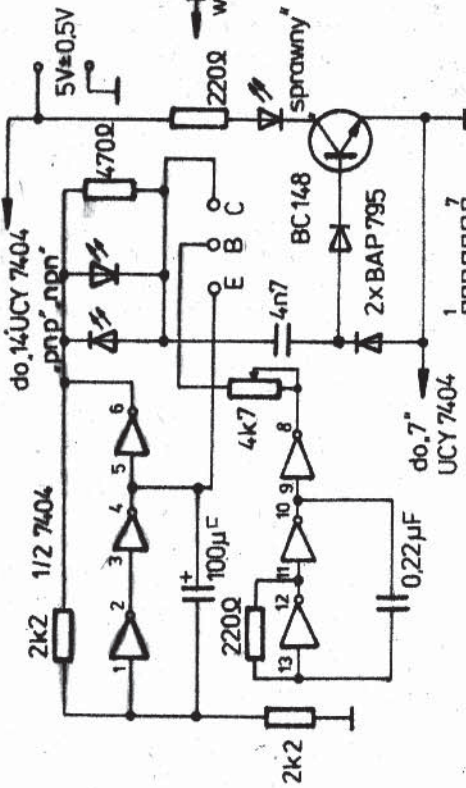 do„14"UCY 7404
„pnp" „npn"
5V±0,5V
w
470Ω
220Ω
„sprawny"
2k2
1/2 7404
1
2
3
4
5
6
100µF
+
E
B
C
BC 148
4n7
2xBAP 795
4k7
220Ω
13
12
11
10
9
8
0,22µF
2k2
do„7"
UCY 7404
1
7